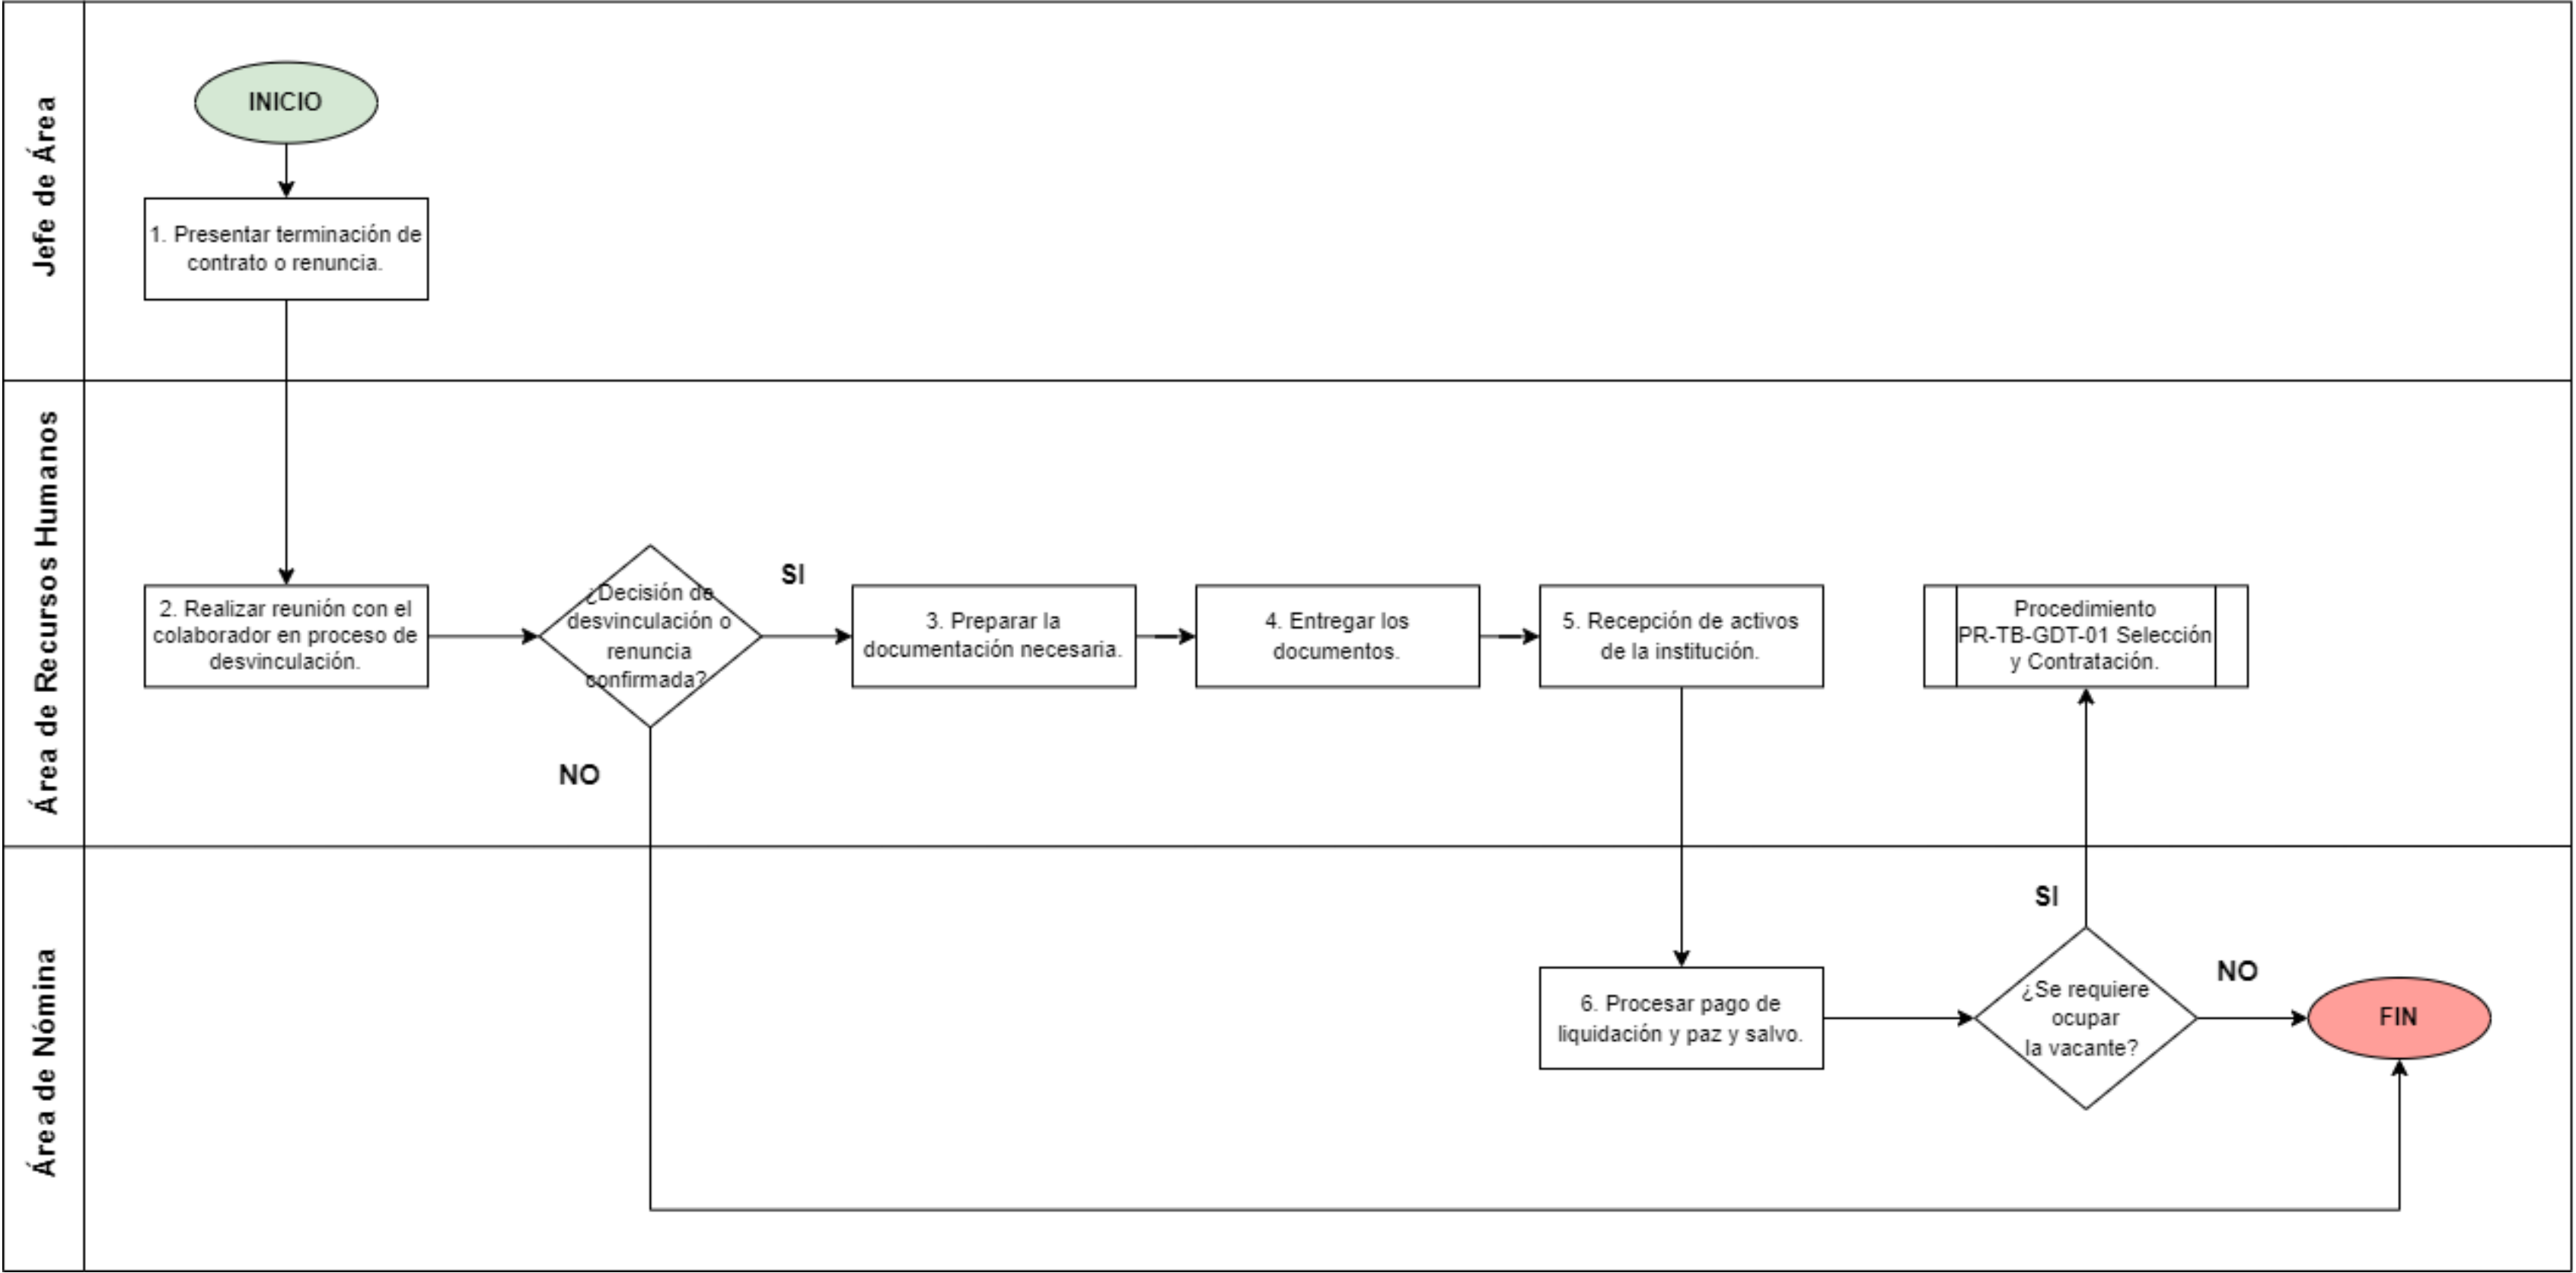 Jefe de Área
INICIO
1. Presentar terminación de
contrato o renuncia.
Área de Recursos Humanos
2. Realizar reunión con el
colaborador en proceso de
desvinculación.
¿Decisión de
desvinculación o
renuncia
confirmada?
SI
NO
3. Preparar la
documentación necesaria.
4. Entregar los
documentos.
5. Recepción de activos
de la institución.
Procedimiento
PR-TB-GDT-01 Selección
y Contratación.
Área de Nómina
6. Procesar pago de
liquidación y paz y salvo.
SI
¿Se requiere
ocupar
la vacante?
NO
FIN